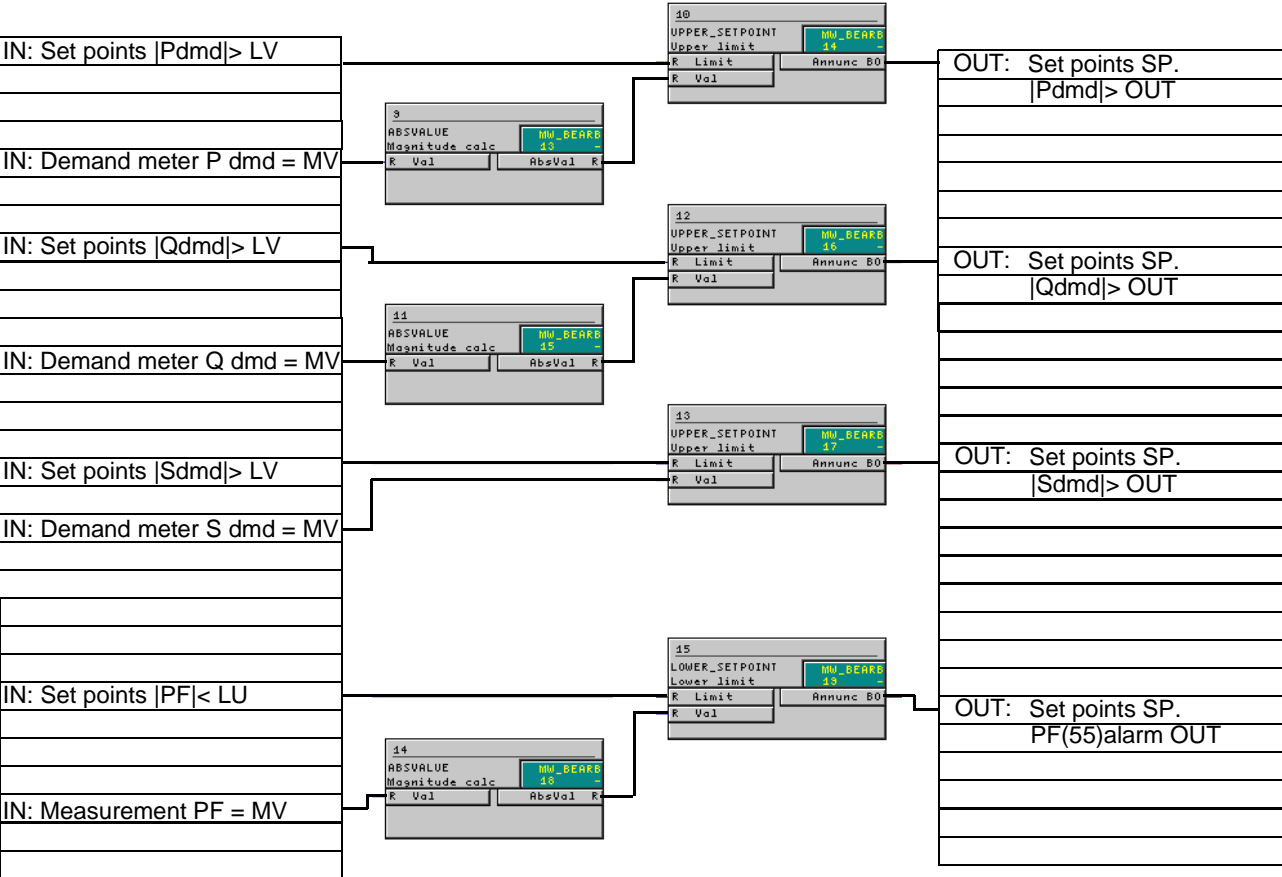 IN: Set points |Pdmd|> LV
IN: Demand meter P dmd = MV
IN: Set points |Qdmd|> LV
IN: Demand meter Q dmd = MV
IN: Set points |Sdmd|> LV
IN: Demand meter S dmd = MV
IN: Set points |PF|< LU
IN: Measurement PF = MV
9
ABSVALUE MW_BEARB
Magnitude calc 13 -
R Val AbsVal R
11
ABSVALUE MW_BEARB
Magnitude calc 15 -
R Val AbsVal R
14
ABSVALUE MW_BEARB
Magnitude calc 18 -
R Val AbsVal R
10
UPPER_SETPOINT MW_BEARB
Upper limit 14 -
R Limit Annunc BO
R Val
12
UPPER_SETPOINT MW_BEARB
Upper limit 16 -
R Limit Annunc BO
R Val
13
UPPER_SETPOINT MW_BEARB
Upper limit 17 -
R Limit Annunc BO
R Val
15
LOWER_SETPOINT MW_BEARB
Lower limit 19 -
R Limit Annunc BO
R Val
OUT: Set points SP.
|Pdmd|> OUT
OUT: Set points SP.
|Qdmd|> OUT
OUT: Set points SP.
|Sdmd|> OUT
OUT: Set points SP.
PF(55)alarm OUT